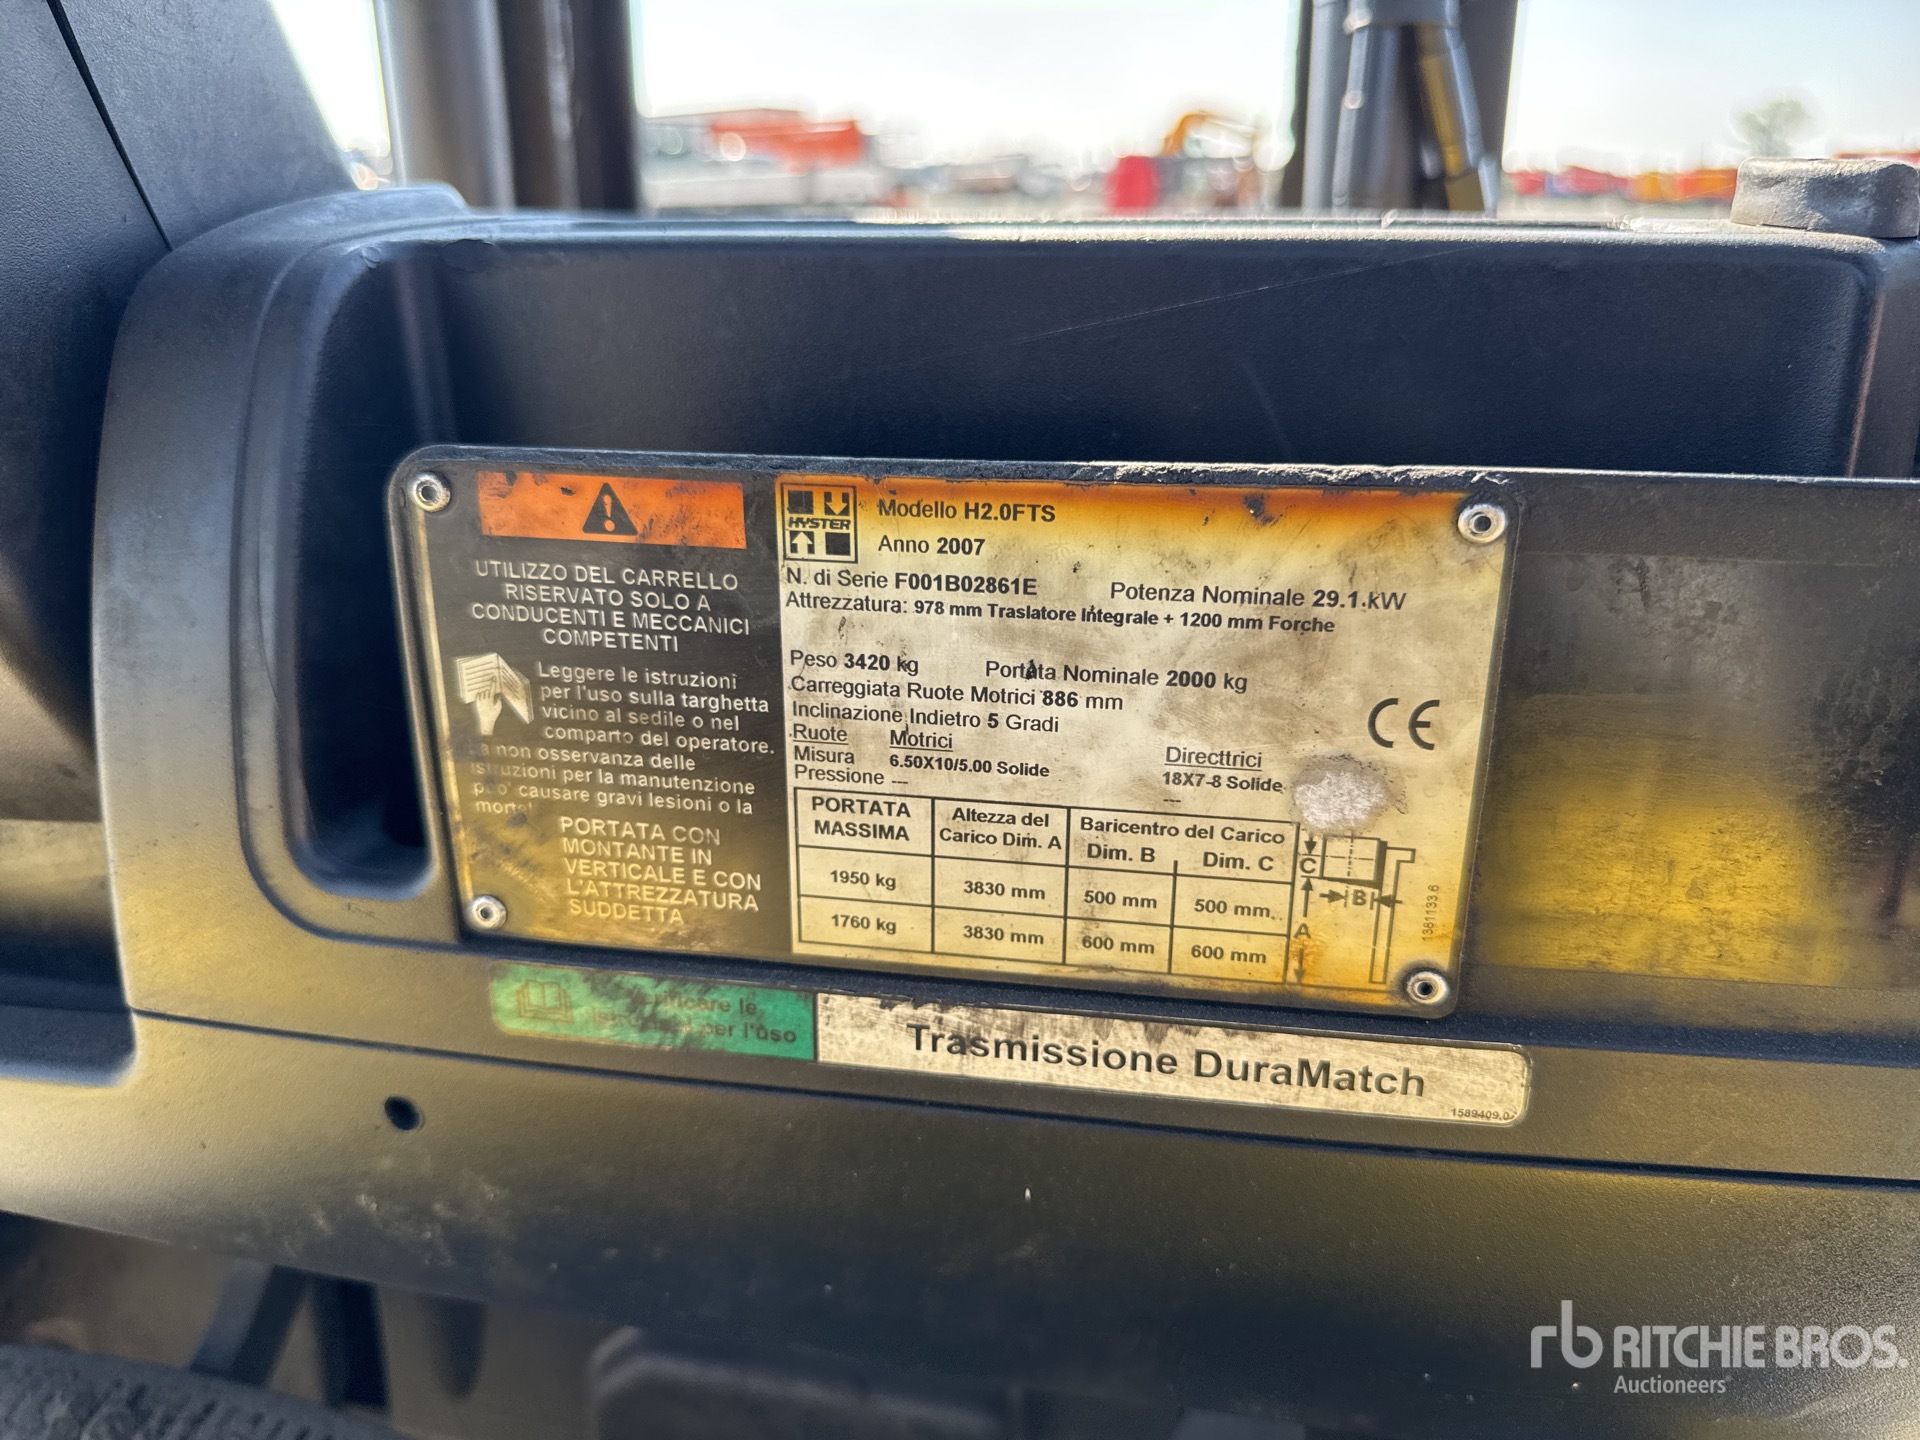 UTILIZZO DEL CARRELLO
RISERVATO SOLO A
CONDUCENTI E MECCANICI
COMPETENTI
Leggere le istruzioni
per l'uso sulla targhetta
vicino al sedile o nel
comparto del operatore.
La non osservanza delle
istruzioni per la manutenzione
puo' causare gravi lesioni o la
morte!
PORTATA CON
MONTANTE IN
VERTICALE E CON
L'ATTREZZATURA
SUDDETTA
HYSTER
Modello H2.0FTS
Anno 2007
N. di Serie F001B02861E Potenza Nominale 29.1 kW
Attrezzatura: 978 mm Traslatore Integrale + 1200 mm Forche
Peso 3420 kg Portata Nominale 2000 kg
Carreggiata Ruote Motrici 886 mm
Inclinazione Indietro 5 Gradi
Ruote Motrici Directtrici
Misura 6.50X10/5.00 Solide 18X7-8 Solide
Pressione --- ---
CE
PORTATA MASSIMA Altezza del Carico Dim. A Baricentro del Carico
Dim. B Dim. C
1950 kg 3830 mm 500 mm 500 mm
1760 kg 3830 mm 600 mm 600 mm
C
B
A
1381133.6
le
per l'uso
Trasmissione DuraMatch
1589409.0
rb RITCHIE BROS.
Auctioneers